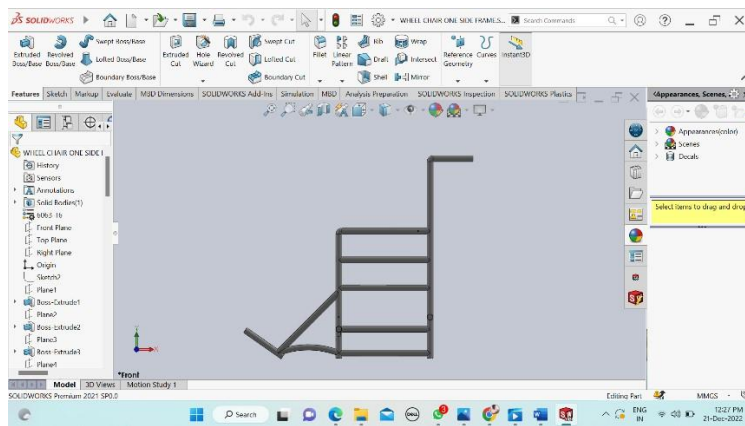 SOLIDWORKS
WHEEL CHAIR ONE SIDE FRAME.S...
Search Commands
Extruded Boss/Base
Revolved Boss/Base
Swept Boss/Base
Lofted Boss/Base
Boundary Boss/Base
Extruded Cut
Hole Wizard
Revolved Cut
Swept Cut
Lofted Cut
Boundary Cut
Fillet
Linear Pattern
Rib
Draft
Shell
Wrap
Intersect
Mirror
Reference Geometry
Curves
Instant3D
Features Sketch Markup Evaluate MBD Dimensions SOLIDWORKS Add-Ins Simulation MBD Analysis Preparation SOLIDWORKS Inspection SOLIDWORKS Plastics
Appearances, Scenes,
WHEEL CHAIR ONE SIDE
History
Sensors
Annotations
Solid Bodies(1)
6063-T6
Front Plane
Top Plane
Right Plane
Origin
Sketch2
Plane1
Boss-Extrude1
Plane2
Boss-Extrude2
Plane3
Boss-Extrude3
Plane4
Appearances(color)
Scenes
Decals
Select items to drag and drop
*Front
Model 3D Views Motion Study 1
SOLIDWORKS Premium 2021 SP0.0
Editing Part
MMGS
Search
ENG
IN
12:27 PM
21-Dec-2022